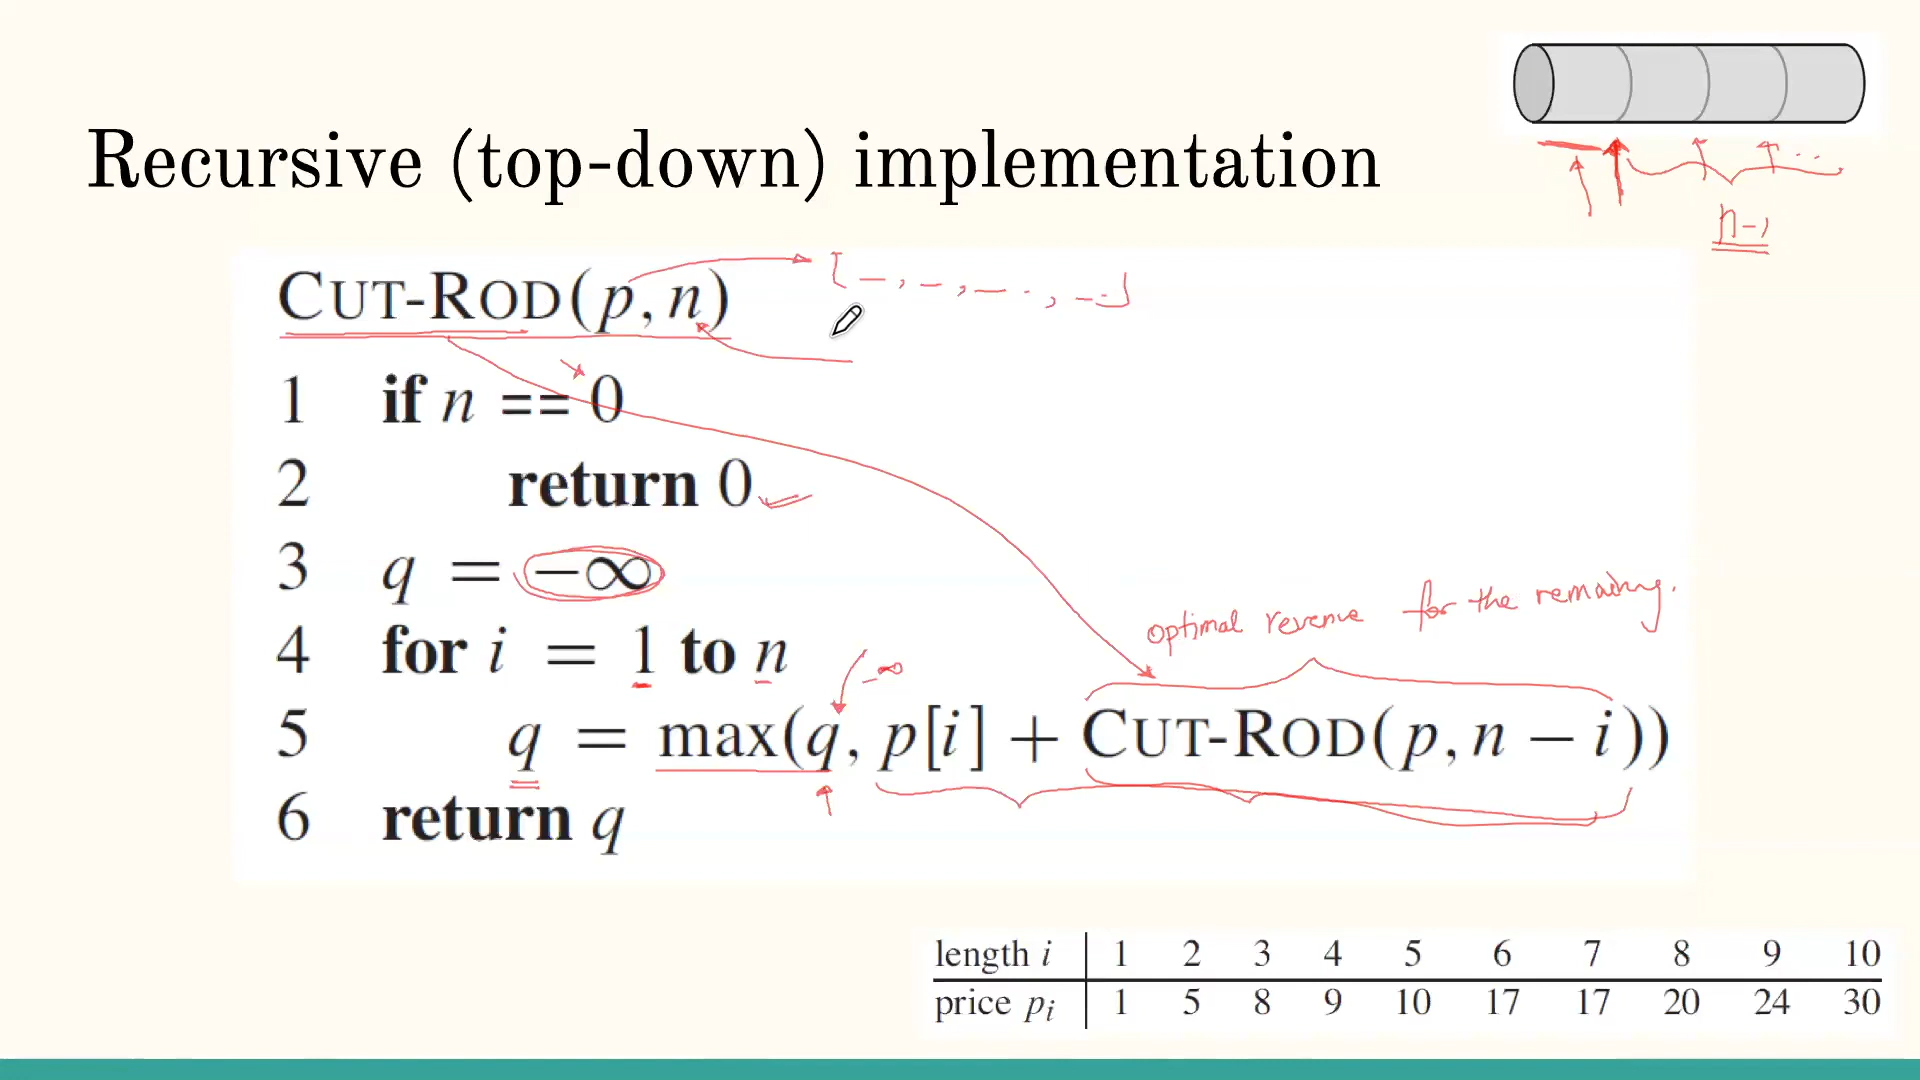 Recursive (top-down) implementation
n-1
CUT-ROD(p, n)
[ _, _, _ ., _ ]
1 if n == 0
2 return 0
3 q = −∞
optimal revenue for the remaining.
4 for i = 1 to n
-∞
5 q = max(q, p[i] + CUT-ROD(p, n − i))
6 return q
length i 1 2 3 4 5 6 7 8 9 10
price pi 1 5 8 9 10 17 17 20 24 30